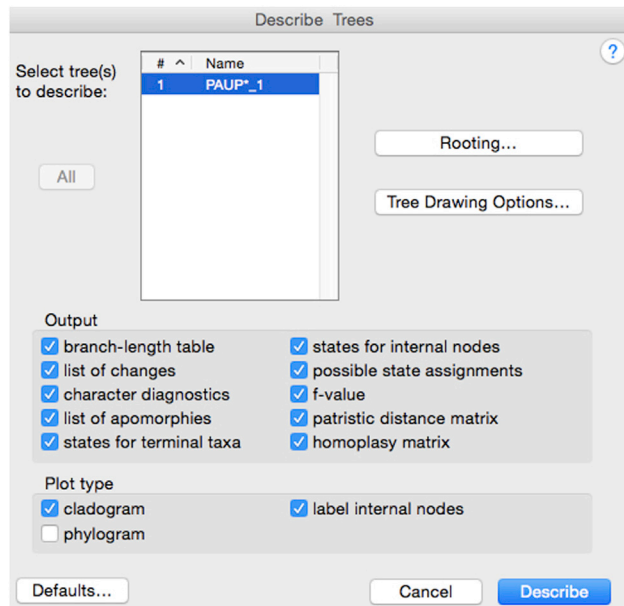 Describe Trees
?
Select tree(s)
to describe:
# ^ Name
1 PAUP*_1
All
Rooting...
Tree Drawing Options...
Output
branch-length table
list of changes
character diagnostics
list of apomorphies
states for terminal taxa
states for internal nodes
possible state assignments
f-value
patristic distance matrix
homoplasy matrix
Plot type
cladogram
phylogram
label internal nodes
Defaults...
Cancel
Describe